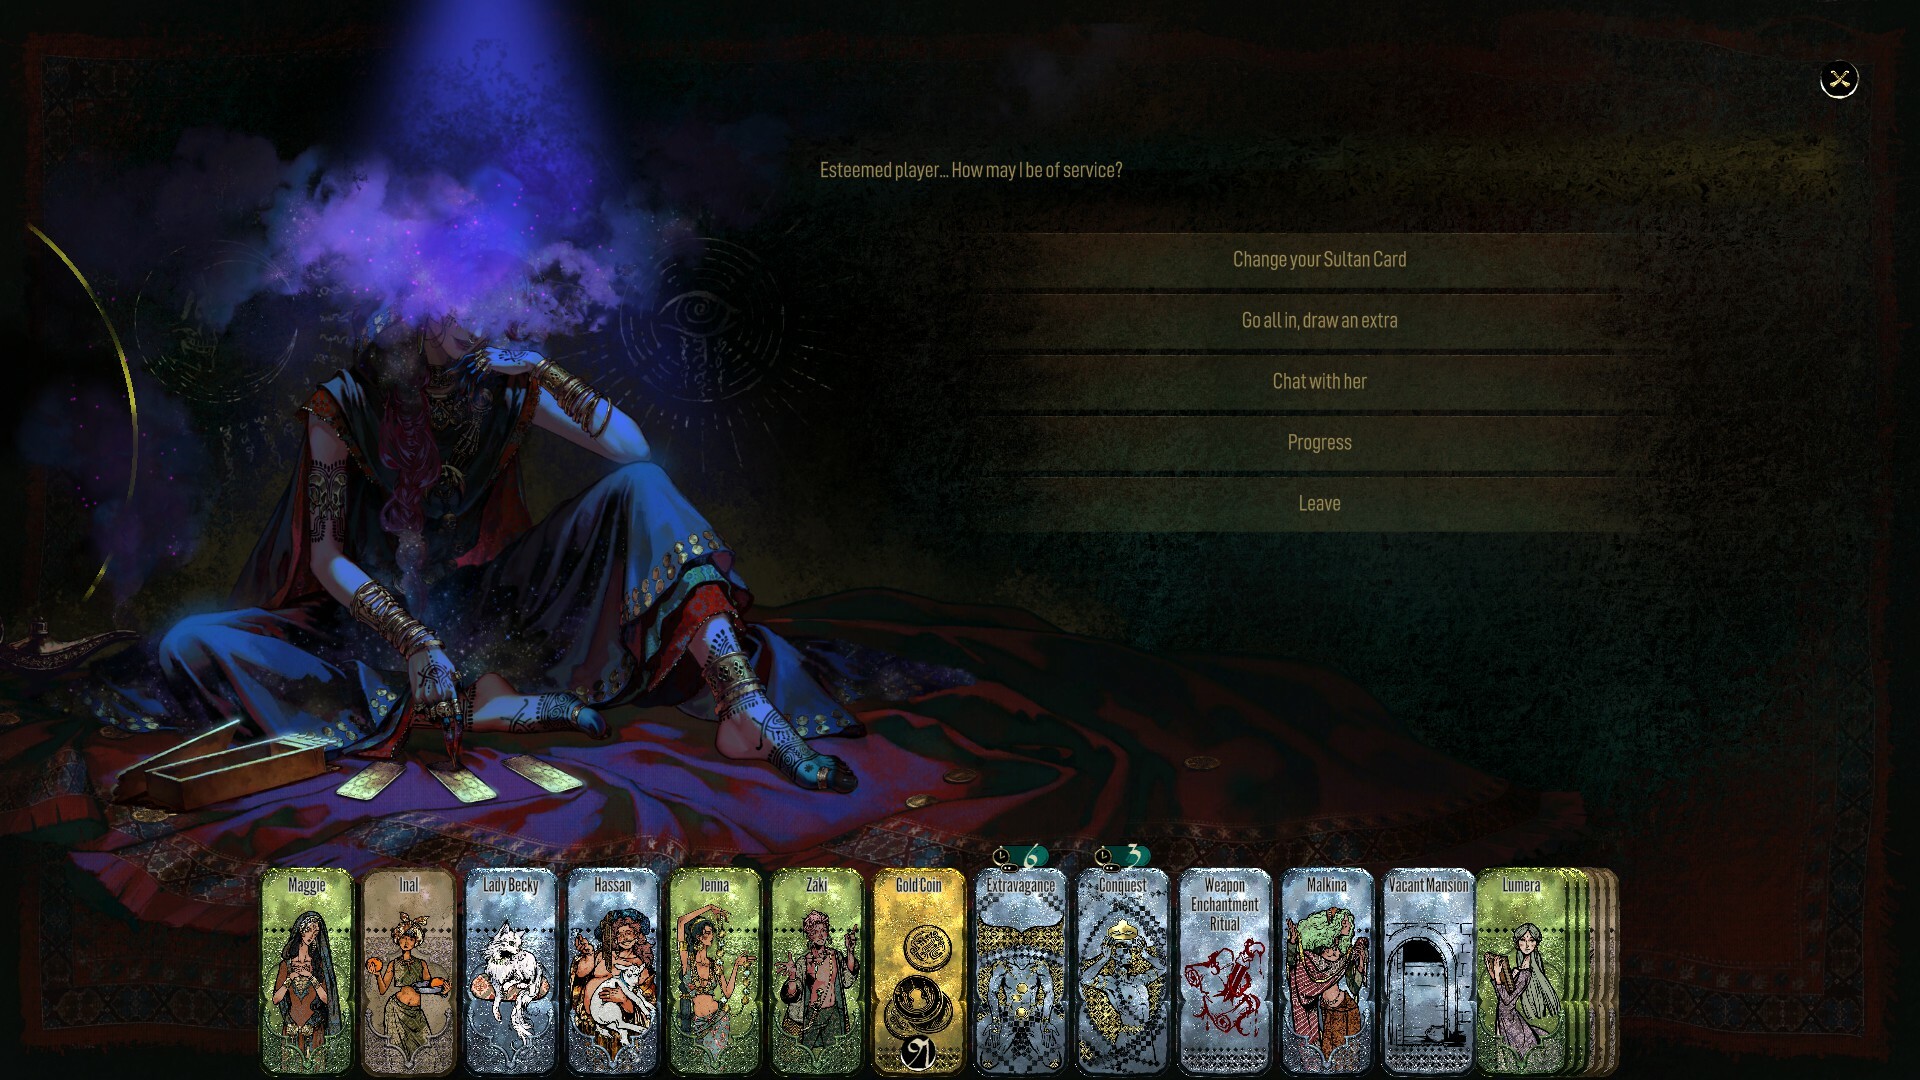 Esteemed player... How may I be of service?
Change your Sultan Card
Go all in, draw an extra
Chat with her
Progress
Leave
6
3
Maggie
Inal
Lady Becky
Hassan
Jenna
Zaki
Gold Coin
Extravagance
Conquest
Weapon
Enchantment
Ritual
Malkina
Vacant Mansion
Lumera
91